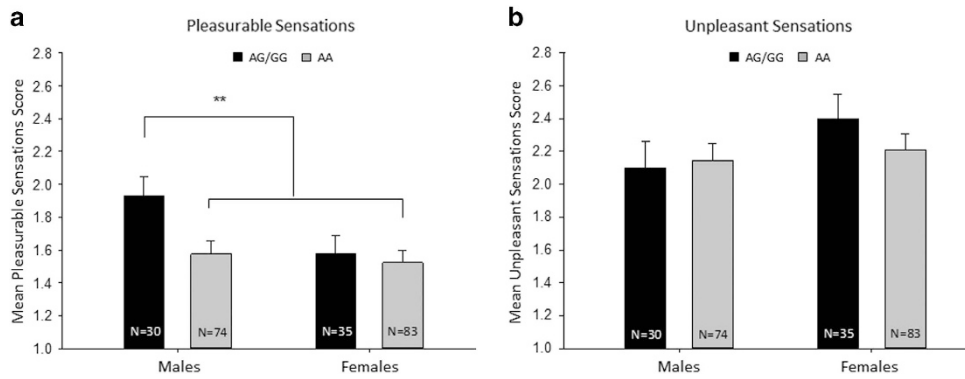 a
Pleasurable Sensations
AG/GG AA
Mean Pleasurable Sensations Score
2.8
2.6
2.4
2.2
2.0
1.8
1.6
1.4
1.2
1.0
**
N=30
N=74
N=35
N=83
Males
Females
b
Unpleasant Sensations
AG/GG AA
Mean Unplesant Sensations Score
2.8
2.6
2.4
2.2
2.0
1.8
1.6
1.4
1.2
1.0
N=30
N=74
N=35
N=83
Males
Females